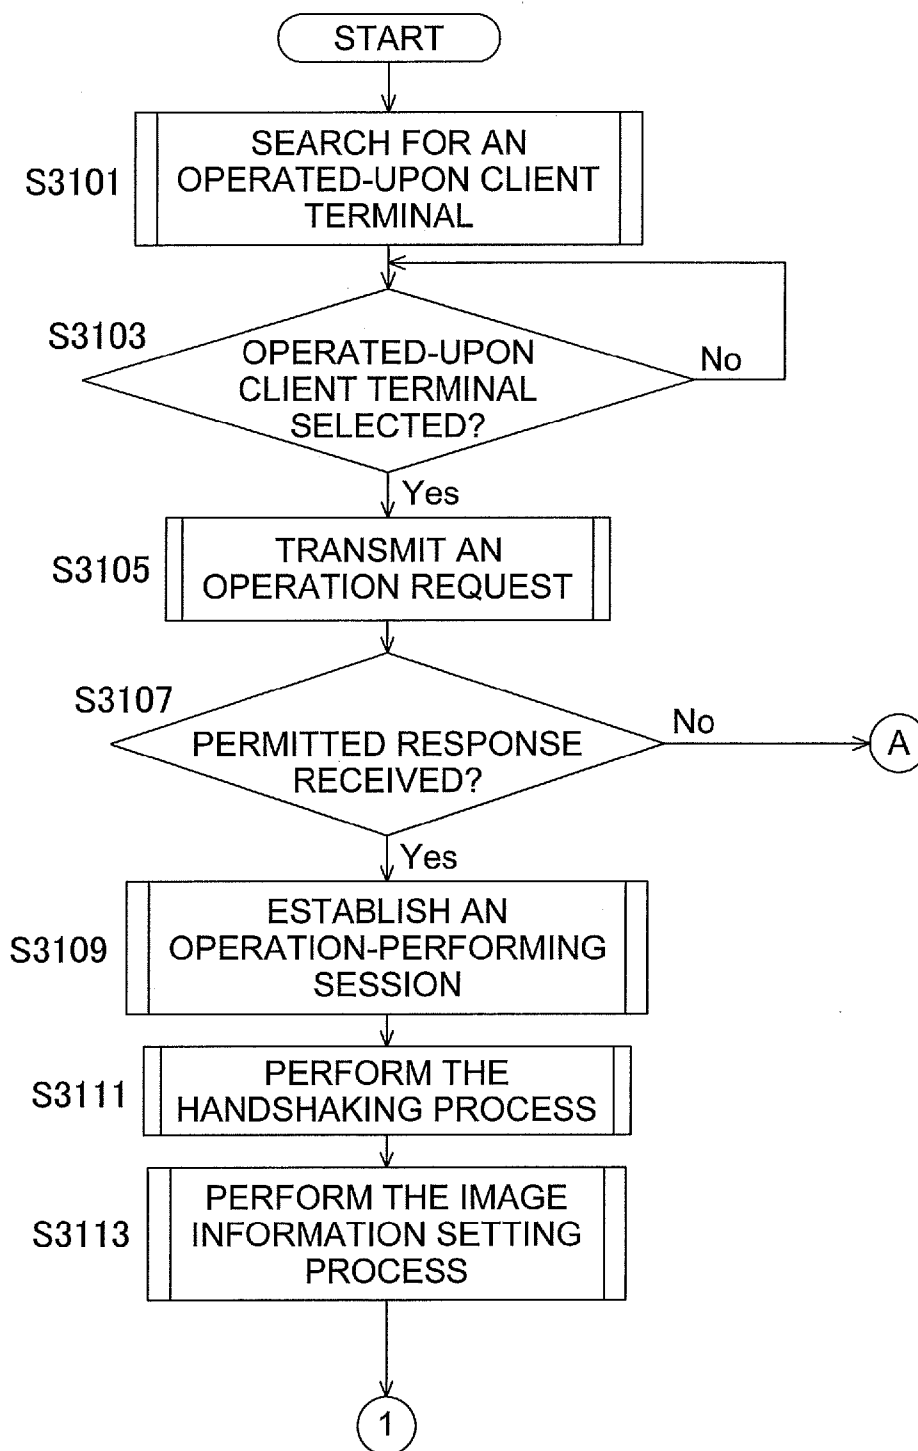 START
S3101
SEARCH FOR AN
OPERATED-UPON CLIENT
TERMINAL
S3103
OPERATED-UPON
CLIENT TERMINAL
SELECTED?
No
Yes
S3105
TRANSMIT AN
OPERATION REQUEST
S3107
PERMITTED RESPONSE
RECEIVED?
No
A
Yes
S3109
ESTABLISH AN
OPERATION-PERFORMING
SESSION
S3111
PERFORM THE
HANDSHAKING PROCESS
S3113
PERFORM THE IMAGE
INFORMATION SETTING
PROCESS
1